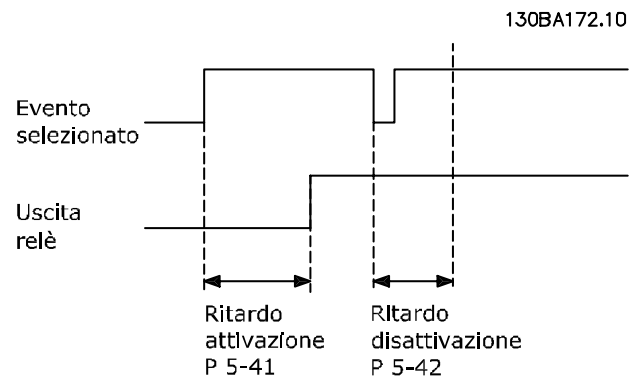 130BA172.10
Evento
selezionato
Uscita
relè
Ritardo
attivazione
P 5-41
Ritardo
disattivazione
P 5-42